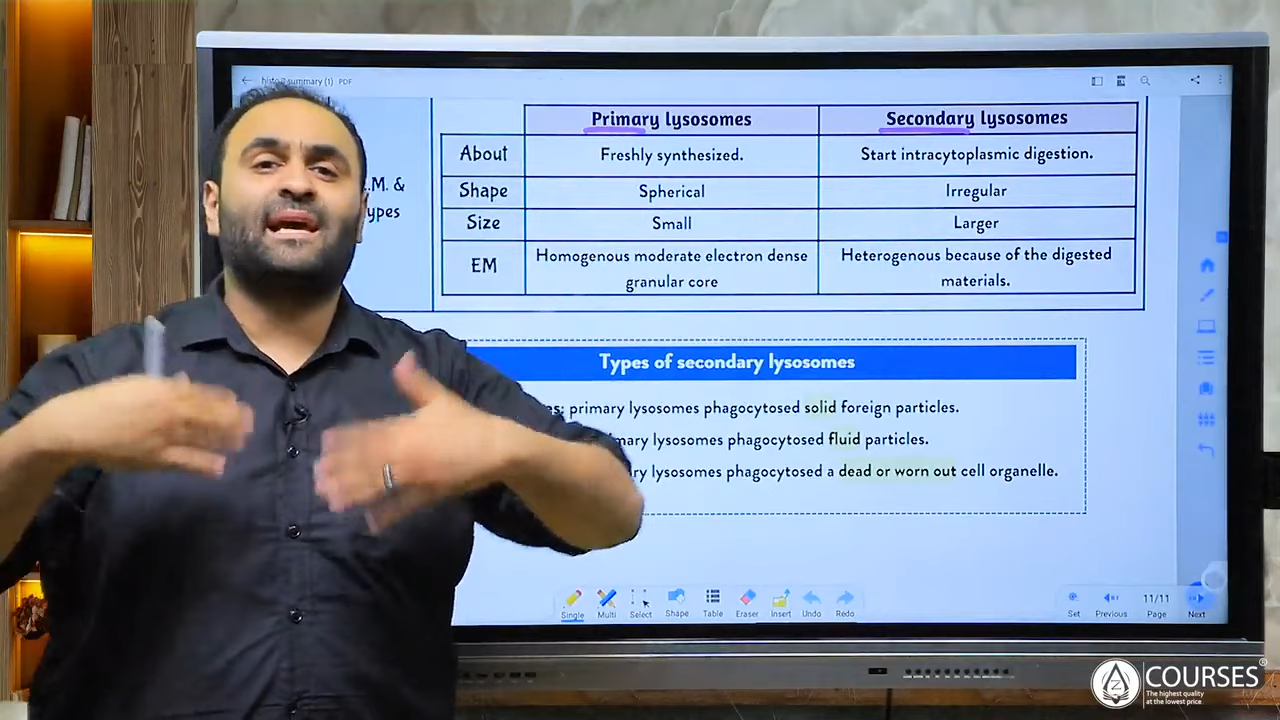 histo summary (1) PDF
Primary lysosomes
Secondary lysosomes
About
Freshly synthesized.
Start intracytoplasmic digestion.
.M. &
ypes
Shape
Spherical
Irregular
Size
Small
Larger
EM
Homogenous moderate electron dense
granular core
Heterogenous because of the digested
materials.
Types of secondary lysosomes
es: primary lysosomes phagocytosed solid foreign particles.
mary lysosomes phagocytosed fluid particles.
ry lysosomes phagocytosed a dead or worn out cell organelle.
Single
Multi
Select
Shape
Table
Eraser
Insert
Undo
Redo
Set
Previous
11/11
Page
Next
Z
COURSES®
The highest quality
at the lowest price